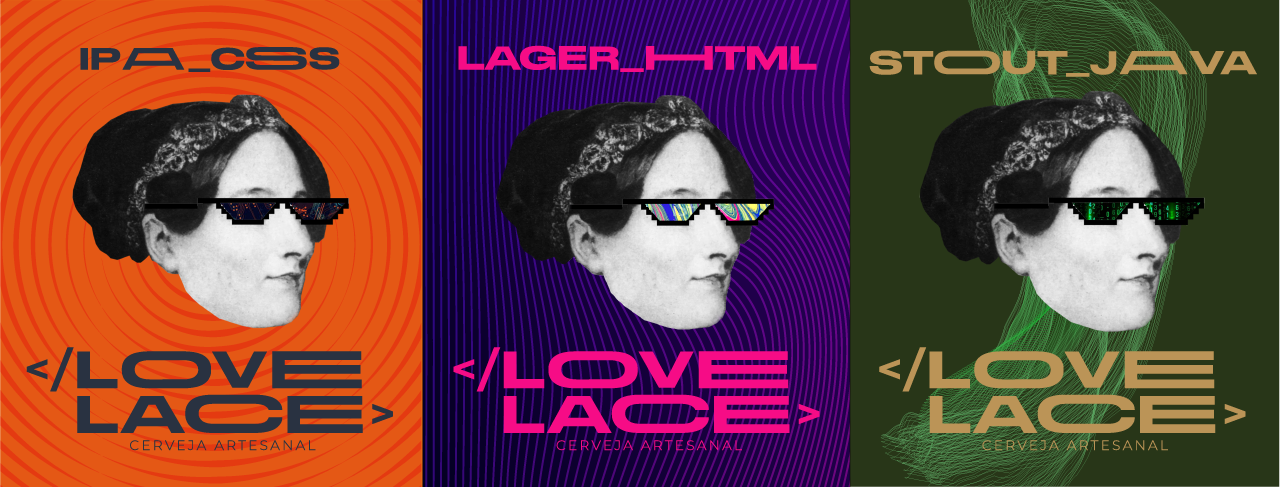 IPA_CSS
</LOVE
LACE>
CERVEJA ARTESANAL
LAGER_HTML
</LOVE
LACE>
CERVEJA ARTESANAL
STOUT_JAVA
</LOVE
LACE>
CERVEJA ARTESANAL